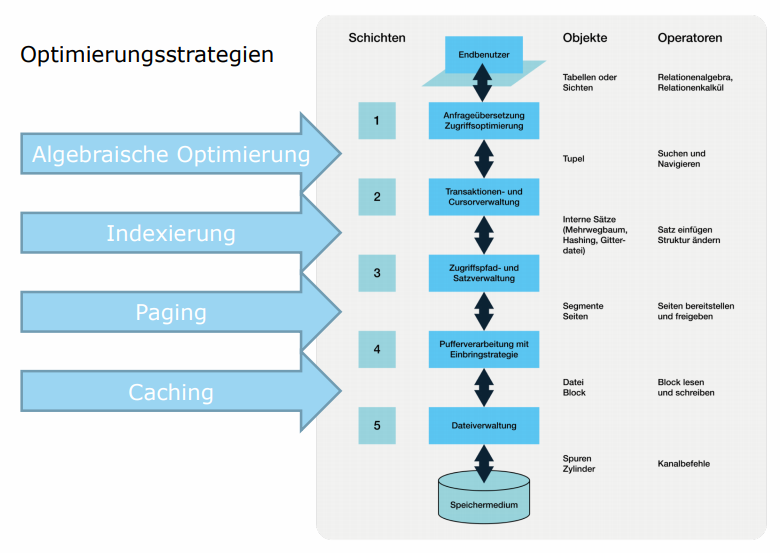 Optimierungsstrategien
Algebraische Optimierung
Indexierung
Paging
Caching
Schichten
Objekte
Operatoren
Endbenutzer
Tabellen oder
Sichten
Relationenalgebra,
Relationenkalkül
1
Anfrageübersetzung
Zugriffsoptimierung
Tupel
Suchen und
Navigieren
2
Transaktionen- und
Cursorverwaltung
Interne Sätze
(Mehrwegbaum,
Hashing, Gitter-
datei)
Satz einfügen
Struktur ändern
3
Zugriffspfad- und
Satzverwaltung
Segmente
Seiten
Seiten bereitstellen
und freigeben
4
Pufferverarbeitung mit
Einbringstrategie
Datei
Block
Block lesen
und schreiben
5
Dateiverwaltung
Spuren
Zylinder
Kanalbefehle
Speichermedium